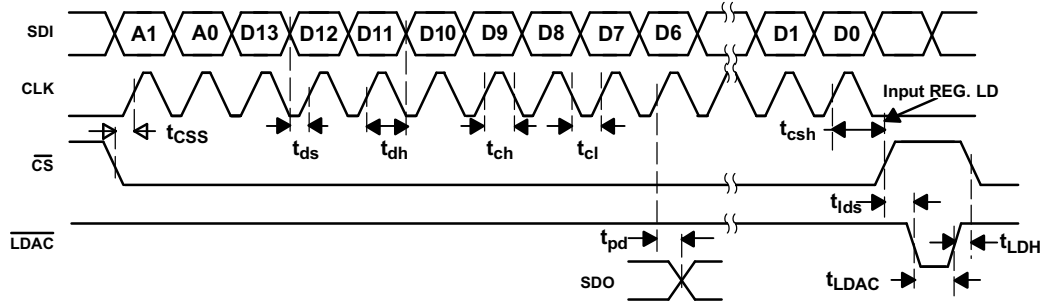 SDI
A1 A0 D13 D12 D11 D10 D9 D8 D7 D6 D1 D0
CLK
Input REG. LD
tCSS
tds
tdh
tch
tcl
tcsh
CS
tlds
LDAC
tpd
tLDH
SDO
tLDAC